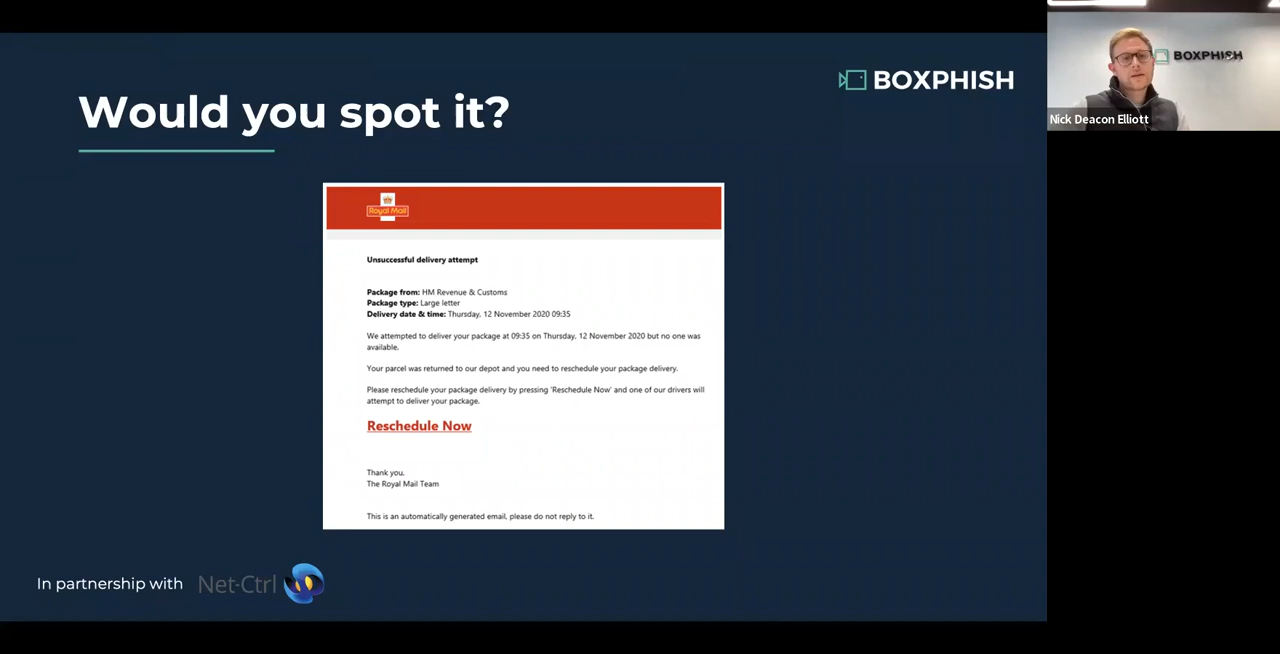 BOXPHISH
Would you spot it?
Royal Mail
Unsuccessful delivery attempt
Package from: HM Revenue & Customs
Package type: Large letter
Delivery date & time: Thursday, 12 November 2020 09:35
We attempted to deliver your package at 09:35 on Thursday, 12 November 2020 but no one was
available.
Your parcel was returned to our depot and you need to reschedule your package delivery.
Please reschedule your package delivery by pressing 'Reschedule Now' and one of our drivers will
attempt to deliver your package.
Reschedule Now
Thank you,
The Royal Mail Team
This is an automatically generated email, please do not reply to it.
In partnership with Net-Ctrl
BOXPHISH
Nick Deacon Elliott